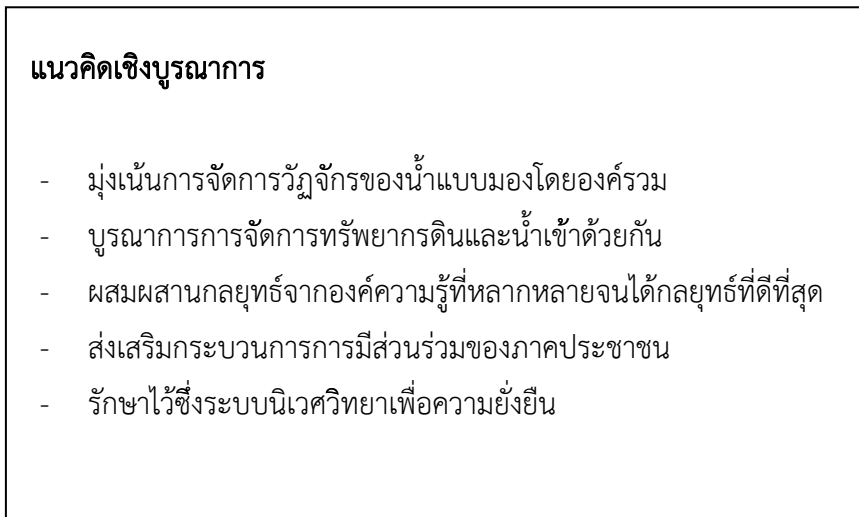 แนวคิดเชิงบูรณาการ
- มุ่งเน้นการจัดการวัฏจักรของน้ำแบบมองโดยองค์รวม
- บูรณาการการจัดการทรัพยากรดินและน้ำเข้าด้วยกัน
- ผสมผสานกลยุทธ์จากองค์ความรู้ที่หลากหลายจนได้กลยุทธ์ที่ดีที่สุด
- ส่งเสริมกระบวนการการมีส่วนร่วมของภาคประชาชน
- รักษาไว้ซึ่งระบบนิเวศวิทยาเพื่อความยั่งยืน